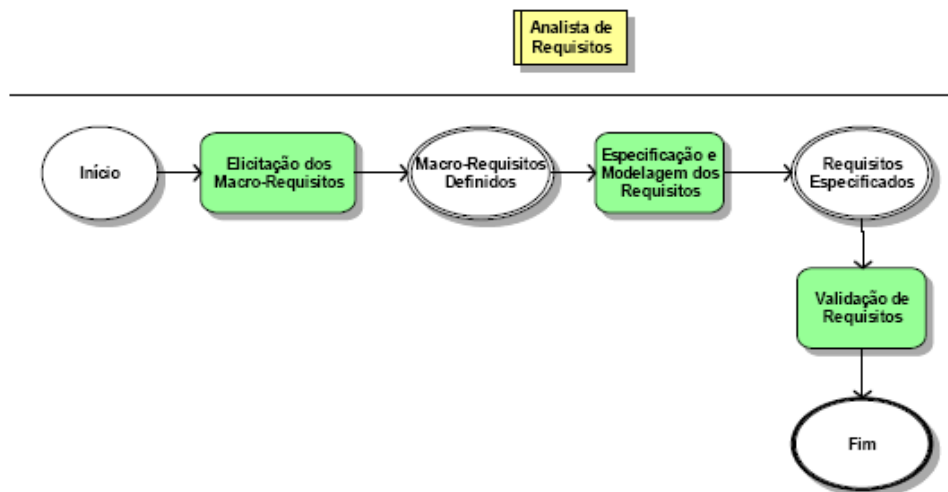 Analista de
Requisitos
Início
Elicitação dos
Macro-Requisitos
Macro-Requisitos
Definidos
Especificação e
Modelagem dos
Requisitos
Requisitos
Especificados
Validação de
Requisitos
Fim